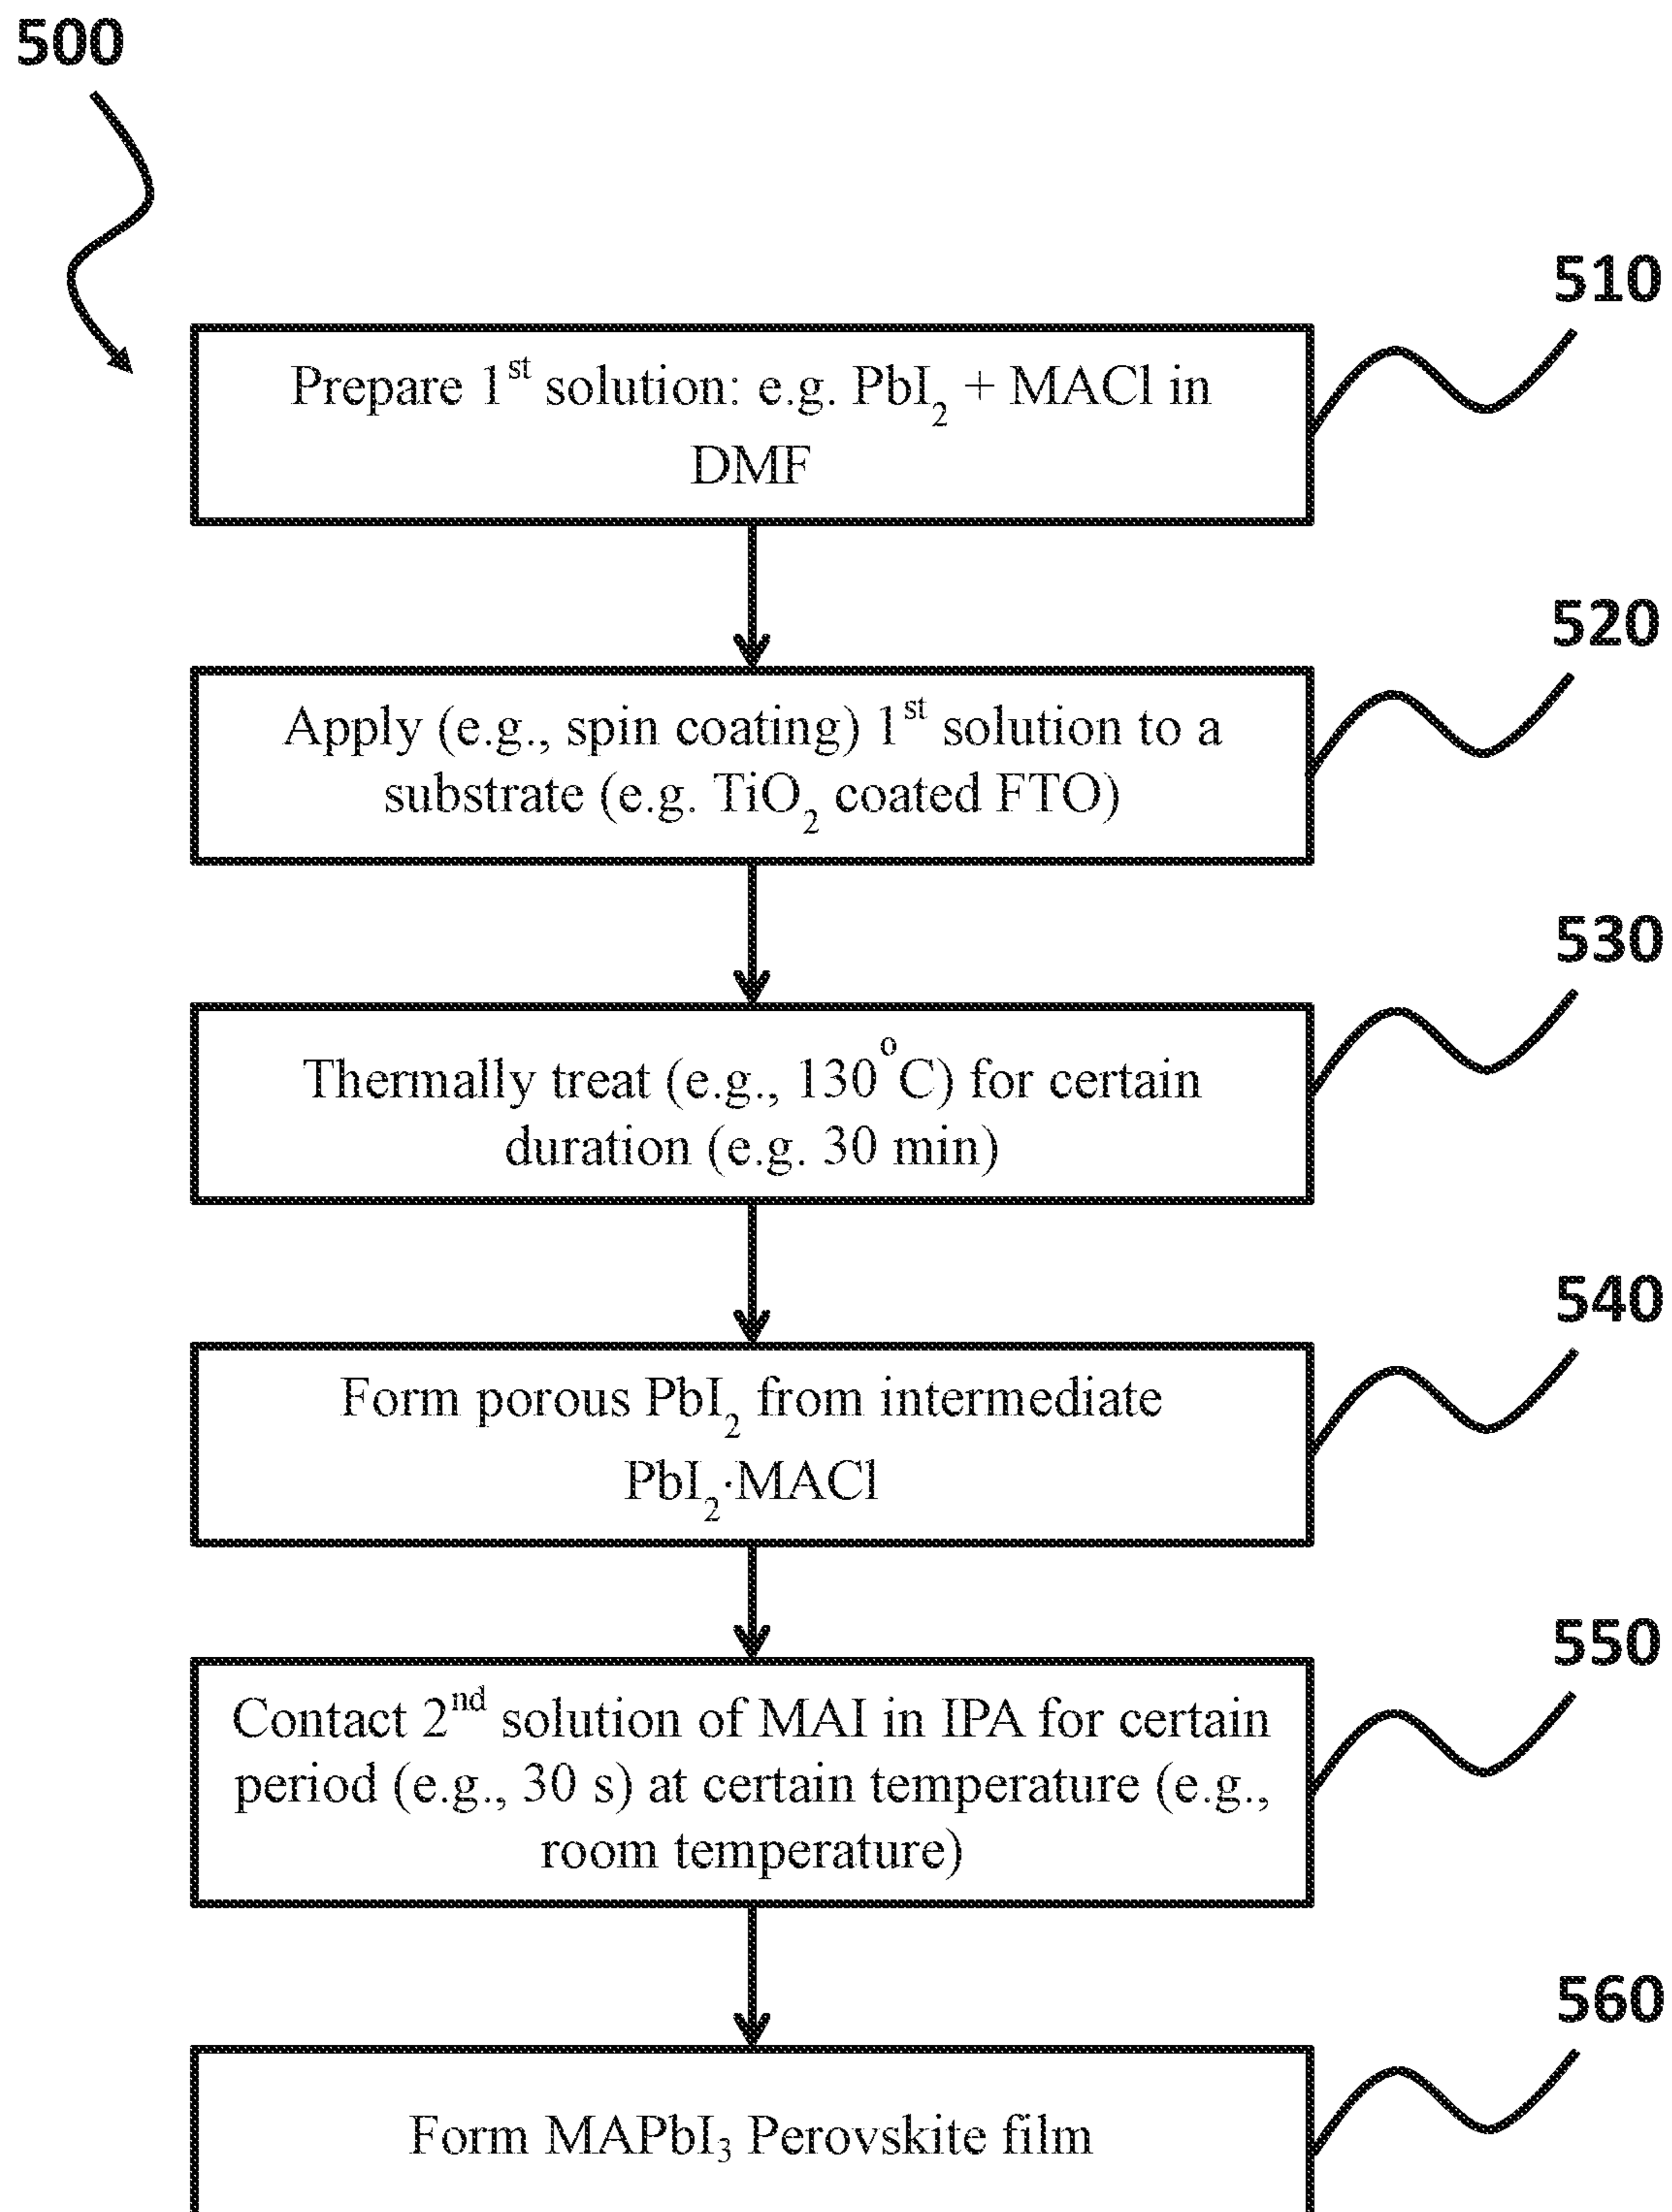 500
510
Prepare 1st solution: e.g. PbI2 + MACl in
DMF
520
Apply (e.g., spin coating) 1st solution to a
substrate (e.g. TiO2 coated FTO)
530
Thermally treat (e.g., 130°C) for certain
duration (e.g. 30 min)
540
Form porous PbI2 from intermediate
PbI2·MACl
550
Contact 2nd solution of MAI in IPA for certain
period (e.g., 30 s) at certain temperature (e.g.,
room temperature)
560
Form MAPbI3 Perovskite film